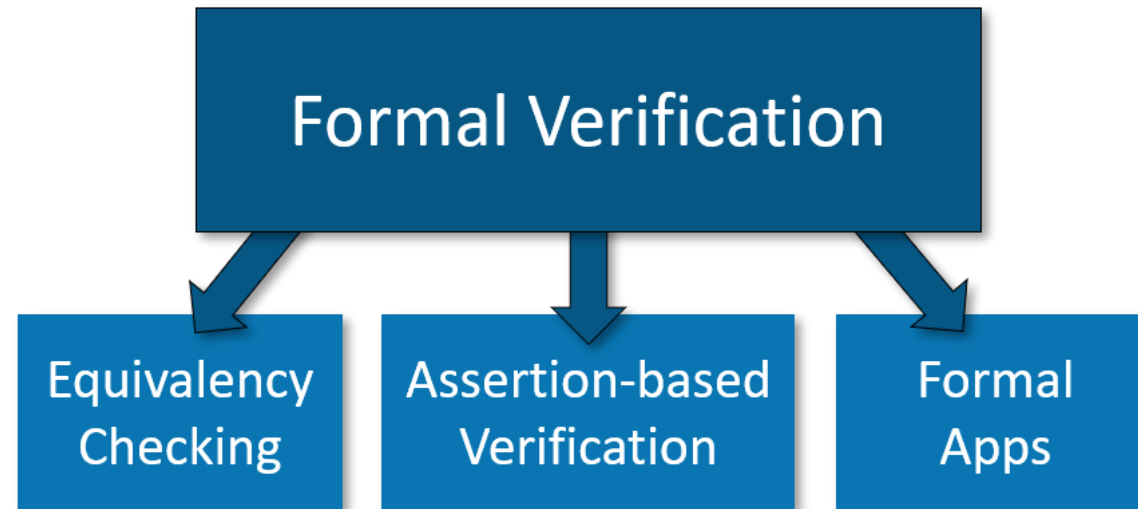 Formal Verification
Equivalency
Checking
Assertion-based
Verification
Formal
Apps